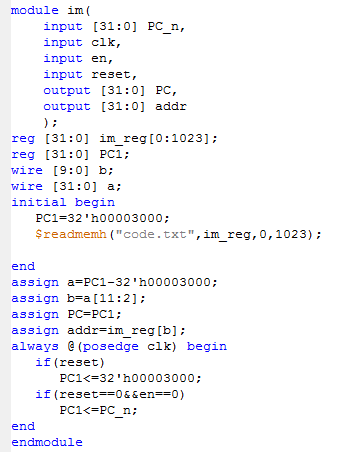 module im(
    input [31:0] PC_n,
    input clk,
    input en,
    input reset,
    output [31:0] PC,
    output [31:0] addr
    );
reg [31:0] im_reg[0:1023];
reg [31:0] PC1;
wire [9:0] b;
wire [31:0] a;
initial begin
   PC1=32'h00003000;
   $readmemh("code.txt",im_reg,0,1023);
end
assign a=PC1-32'h00003000;
assign b=a[11:2];
assign PC=PC1;
assign addr=im_reg[b];
always @(posedge clk) begin
   if(reset)
      PC1<=32'h00003000;
   if(reset==0&&en==0)
      PC1<=PC_n;
end
endmodule